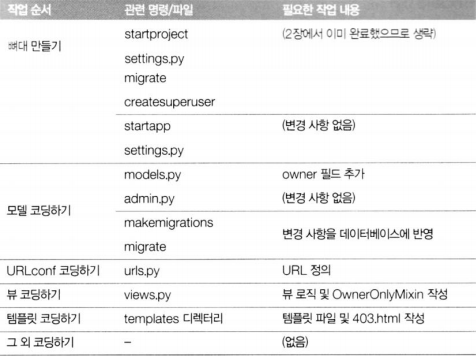 작업 순서 관련 명령/파일 필요한 작업 내용
뼈대 만들기 startproject (2장에서 이미 완료했으므로 생략)
settings.py
migrate
createsuperuser
startapp (변경 사항 없음)
settings.py
모델 코딩하기 models.py owner 필드 추가
admin.py (변경 사항 없음)
makemigrations 변경 사항을 데이터베이스에 반영
migrate
URLconf 코딩하기 urls.py URL 정의
뷰 코딩하기 views.py 뷰 로직 및 OwnerOnlyMixin 작성
템플릿 코딩하기 templates 디렉터리 템플릿 파일 및 403.html 작성
그 외 코딩하기 – (없음)